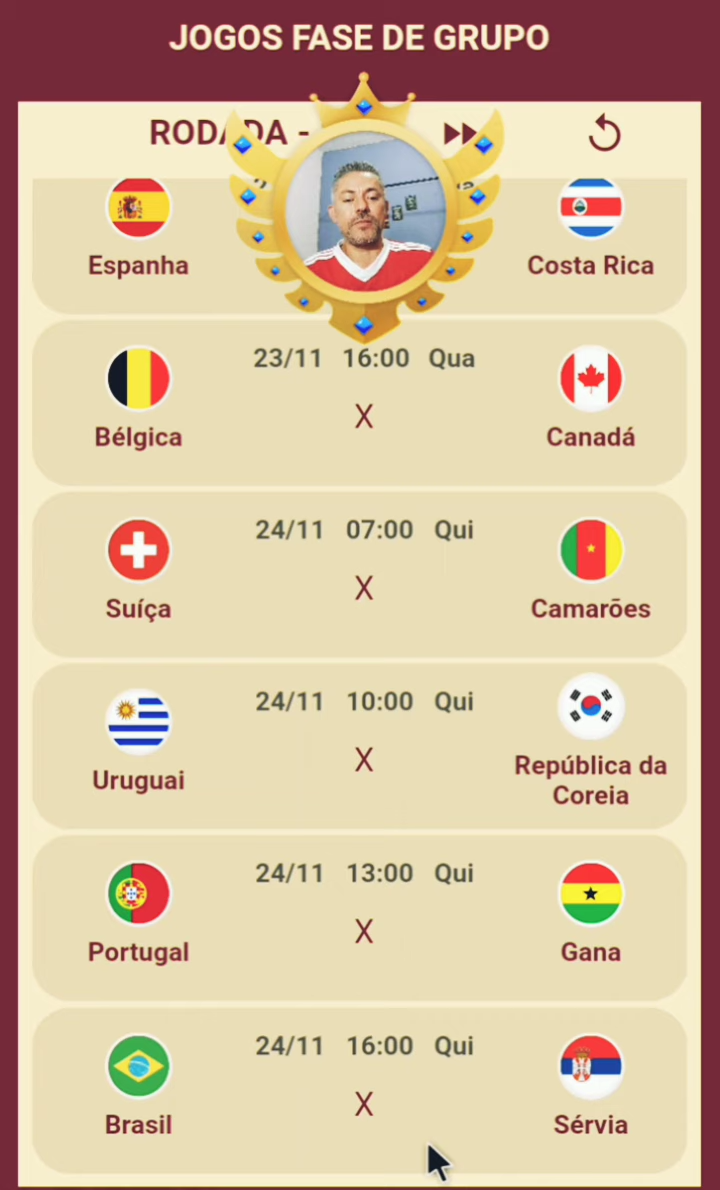 JOGOS FASE DE GRUPO
RODADA -
Espanha
Costa Rica
23/11 16:00 Qua
X
Bélgica
Canadá
24/11 07:00 Qui
X
Suíça
Camarões
24/11 10:00 Qui
X
Uruguai
República da
Coreia
24/11 13:00 Qui
X
Portugal
Gana
24/11 16:00 Qui
X
Brasil
Sérvia